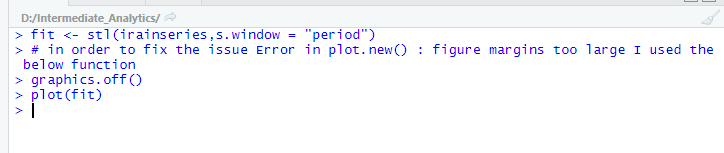 D:/Intermediate_Analytics/
> fit <- stl(irainseries,s.window = "period")
> # in order to fix the issue Error in plot.new() : figure margins too large I used the
below function
> graphics.off()
> plot(fit)
>